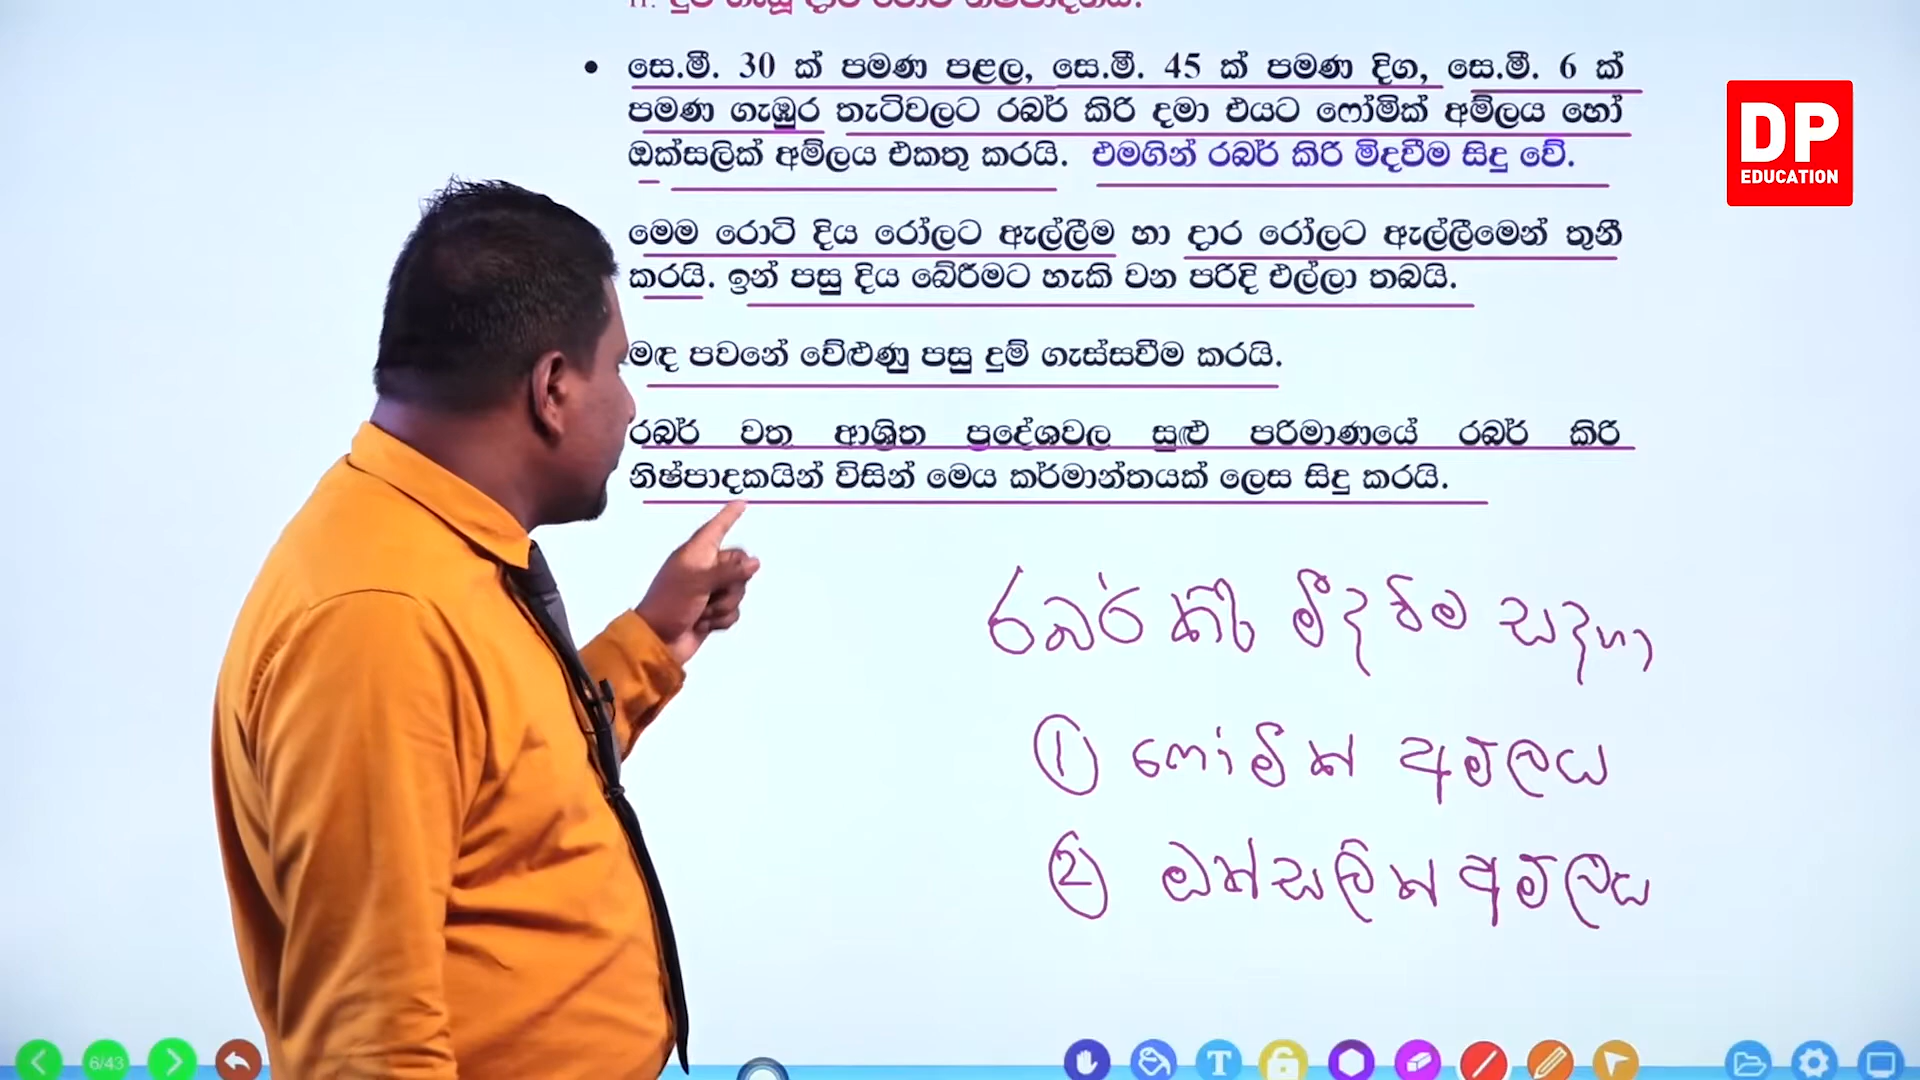 II. දුම් ගැසූ දාර රොටි නිෂ්පාදනය.
• සෙ.මී. 30 ක් පමණ පළල, සෙ.මී. 45 ක් පමණ දිග, සෙ.මී. 6 ක්
පමණ ගැඹුර තැටිවලට රබර් කිරි දමා එයට ෆෝමික් අම්ලය හෝ
ඔක්සලික් අම්ලය එකතු කරයි. එමගින් රබර් කිරි මිදවීම සිදු වේ.
මෙම රොටි දිය රෝලට ඇල්ලීම හා දාර රෝලට ඇල්ලීමෙන් තුනී
කරයි. ඉන් පසු දිය බේරීමට හැකි වන පරිදි එල්ලා තබයි.
මඳ පවනේ වේළුණු පසු දුම් ගැස්සවීම කරයි.
රබර් වතු ආශ්‍රිත ප්‍රදේශවල සුළු පරිමාණයේ රබර් කිරි
නිෂ්පාදකයින් විසින් මෙය කර්මාන්තයක් ලෙස සිදු කරයි.
රබර් කිරි මිදවීම සදහා
① ෆෝමික් අම්ලය
② ඔක්සලික් අම්ලය
DP
EDUCATION
6/43
T